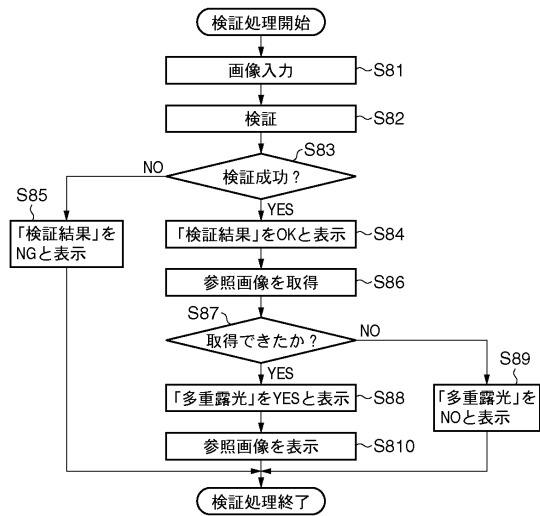 検証処理開始
画像入力
S81
検証
S82
S83
検証成功?
NO
YES
S85
「検証結果」を
NGと表示
「検証結果」をOKと表示
S84
参照画像を取得
S86
S87
取得できたか?
NO
YES
「多重露光」をYESと表示
S88
S89
「多重露光」を
NOと表示
参照画像を表示
S810
検証処理終了